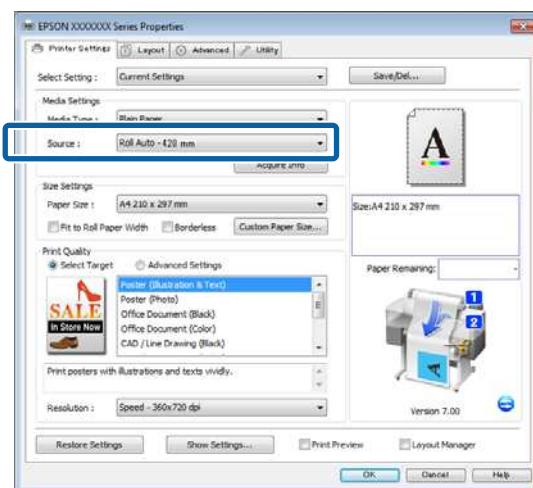 EPSON XXXXXXX Series Properties
Printer Settings Layout Advanced Utility
Select Setting : Current Settings Save/Del...
Media Settings
Media Type : Plain Paper
Source : Roll Auto - 420 mm
Acquire Info
Size Settings
Paper Size : A4 210 x 297 mm
Fit to Roll Paper Width Borderless Custom Paper Size...
Print Quality
Select Target Advanced Settings
SALE
In Store Now
Poster (Illustration & Text)
Poster (Photo)
Office Document (Black)
Office Document (Color)
CAD / Line Drawing (Black)
Print posters with illustrations and texts vividly.
Resolution : Speed - 360x720 dpi
A
Size:A4 210 x 297 mm
Paper Remaining: -
1
2
Version 7.00
Restore Settings Show Settings... Print Preview Layout Manager
OK Cancel Help